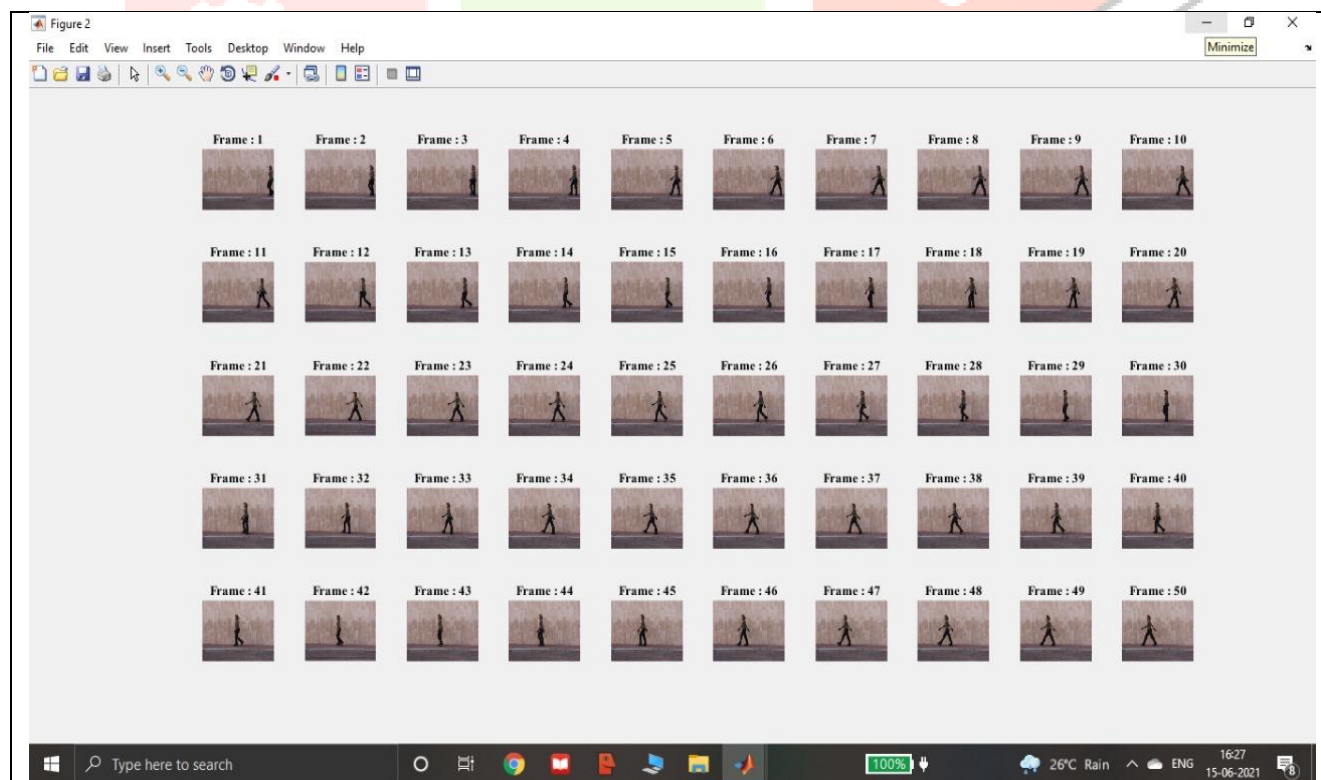 Figure 2
File Edit View Insert Tools Desktop Window Help
Minimize
Frame : 1 Frame : 2 Frame : 3 Frame : 4 Frame : 5 Frame : 6 Frame : 7 Frame : 8 Frame : 9 Frame : 10
Frame : 11 Frame : 12 Frame : 13 Frame : 14 Frame : 15 Frame : 16 Frame : 17 Frame : 18 Frame : 19 Frame : 20
Frame : 21 Frame : 22 Frame : 23 Frame : 24 Frame : 25 Frame : 26 Frame : 27 Frame : 28 Frame : 29 Frame : 30
Frame : 31 Frame : 32 Frame : 33 Frame : 34 Frame : 35 Frame : 36 Frame : 37 Frame : 38 Frame : 39 Frame : 40
Frame : 41 Frame : 42 Frame : 43 Frame : 44 Frame : 45 Frame : 46 Frame : 47 Frame : 48 Frame : 49 Frame : 50
Type here to search 100% 26°C Rain ENG 16:27
15-06-2021 8